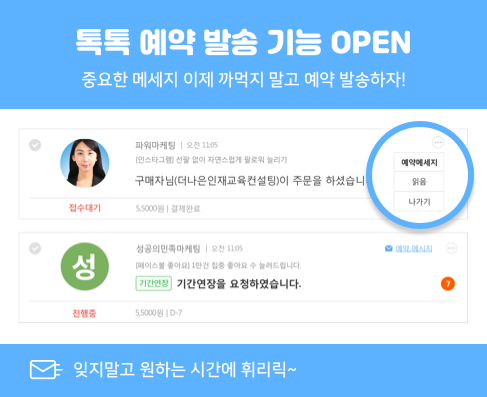 톡톡 예약 발송 기능 OPEN
중요한 메세지 이제 까먹지 말고 예약 발송하자!
파워마케팅 | 오전 11:05
[인스타그램] 선팔 없이 자연스럽게 팔로워 늘리기
구매자님(더나은인재교육컨설팅)이 주문을 하셨습니
접수대기
5,5000원 | 결제완료
예약메세지
읽음
나가기
성
성공의민족마케팅 | 오전 11:05
예약 메시지
[페이스북 좋아요] 1만건 집중 좋아요 수 늘려드립니다.
기간연장 기간연장을 요청하였습니다.
7
진행중
5,5000원 | D-7
잊지말고 원하는 시간에 휘리릭~